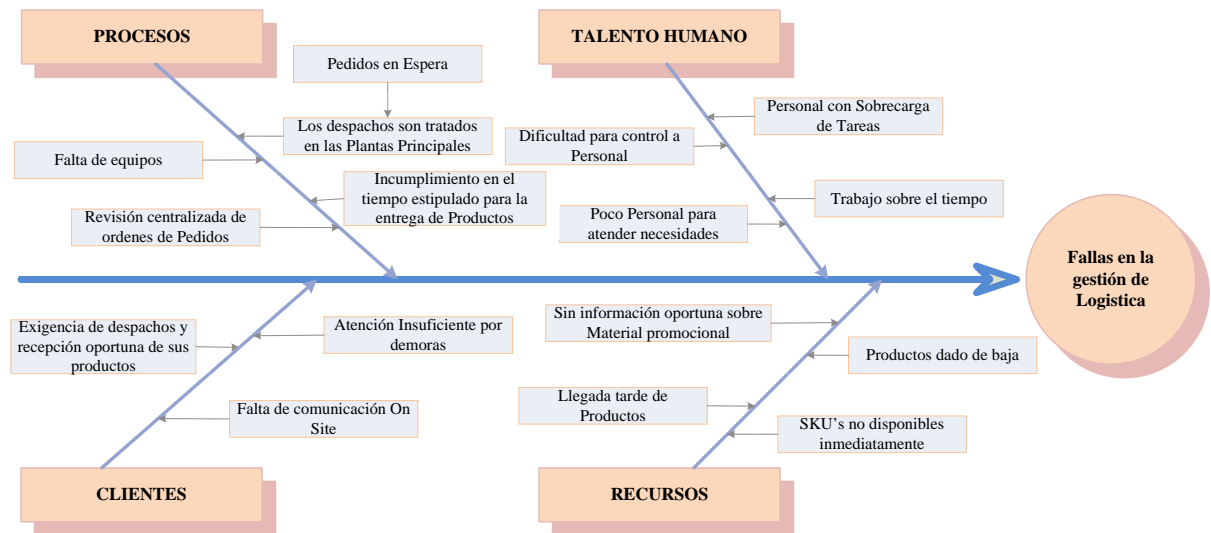 PROCESOS
TALENTO HUMANO
Pedidos en Espera
Los despachos son tratados
en las Plantas Principales
Falta de equipos
Incumplimiento en el
tiempo estipulado para la
entrega de Productos
Revisión centralizada de
ordenes de Pedidos
Personal con Sobrecarga
de Tareas
Dificultad para control a
Personal
Trabajo sobre el tiempo
Poco Personal para
atender necesidades
Fallas en la
gestión de
Logistica
Exigencia de despachos y
recepción oportuna de sus
productos
Atención Insuficiente por
demoras
Falta de comunicación On
Site
Sin información oportuna sobre
Material promocional
Productos dado de baja
Llegada tarde de
Productos
SKU's no disponibles
inmediatamente
CLIENTES
RECURSOS